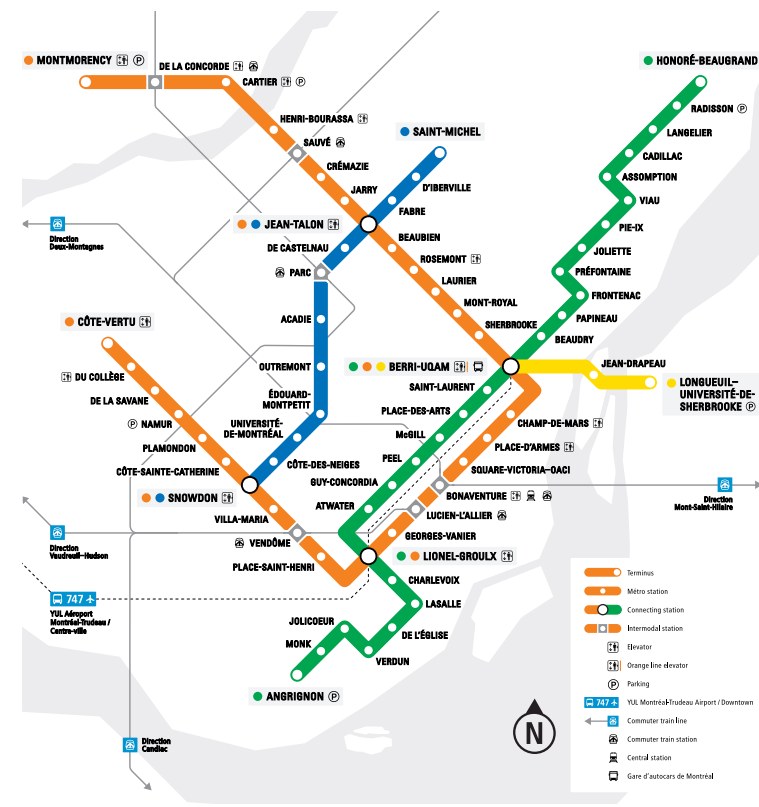 MONTMORENCY P
DE LA CONCORDE
CARTIER P
HENRI-BOURASSA
SAUVÉ
CRÉMAZIE
JARRY
SAINT-MICHEL
D'IBERVILLE
FABRE
JEAN-TALON
BEAUBIEN
DE CASTELNAU
ROSEMONT
PARC
LAURIER
MONT-ROYAL
ACADIE
SHERBROOKE
HONORÉ-BEAUGRAND
RADISSON P
LANGELIER
CADILLAC
ASSOMPTION
VIAU
PIE-IX
JOLIETTE
PRÉFONTAINE
FRONTENAC
PAPINEAU
BEAUDRY
Direction
Deux-Montagnes
CÔTE-VERTU
DU COLLÈGE
DE LA SAVANE
P NAMUR
PLAMONDON
CÔTE-SAINTE-CATHERINE
OUTREMONT
ÉDOUARD-
MONTPETIT
UNIVERSITÉ-
DE-MONTRÉAL
CÔTE-DES-NEIGES
SNOWDON
BERRI-UQAM
JEAN-DRAPEAU
LONGUEUIL–
UNIVERSITÉ-DE-
SHERBROOKE P
SAINT-LAURENT
PLACE-DES-ARTS
McGILL
PEEL
GUY-CONCORDIA
ATWATER
CHAMP-DE-MARS
PLACE-D'ARMES
SQUARE-VICTORIA–OACI
BONAVENTURE
LUCIEN-L'ALLIER
GEORGES-VANIER
LIONEL-GROULX
VILLA-MARIA
VENDÔME
PLACE-SAINT-HENRI
Direction
Mont-Saint-Hilaire
Direction
Vaudreuil–Hudson
747
YUL Aéroport
Montréal-Trudeau /
Centre-ville
CHARLEVOIX
LASALLE
DE L'ÉGLISE
VERDUN
JOLICOEUR
MONK
ANGRIGNON P
Direction
Candiac
N
Terminus
Métro station
Connecting station
Intermodal station
Elevator
Orange line elevator
P Parking
747 YUL Montréal-Trudeau Airport / Downtown
Commuter train line
Commuter train station
Central station
Gare d'autocars de Montréal